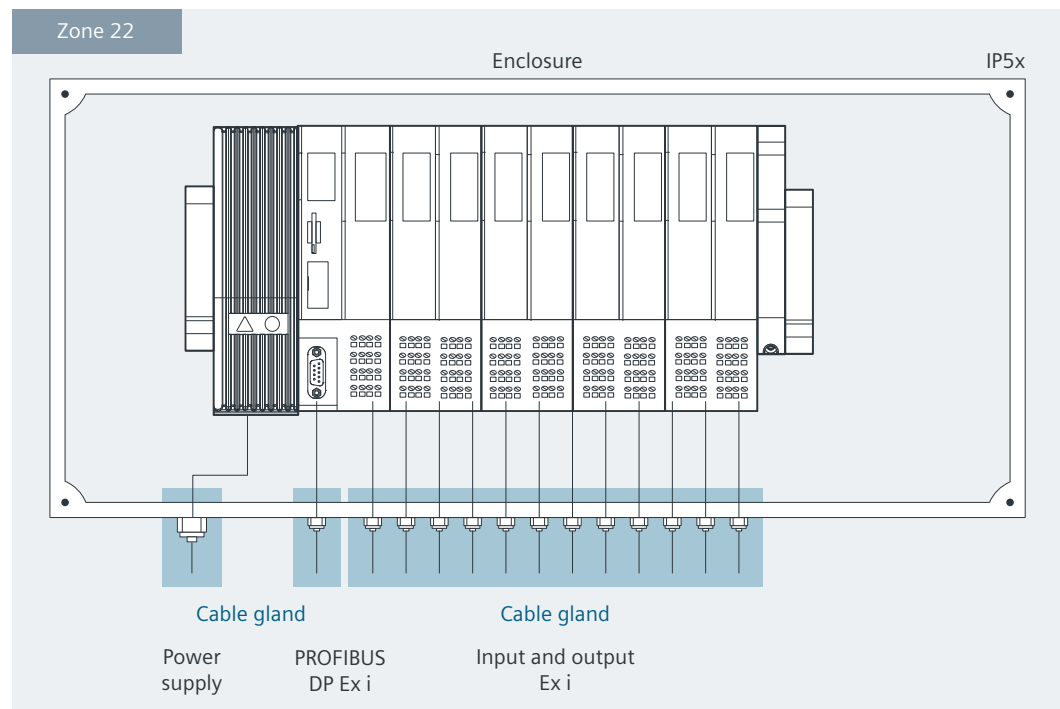 Zone 22
Enclosure
IP5x
Cable gland
Cable gland
Power
supply
PROFIBUS
DP Ex i
Input and output
Ex i